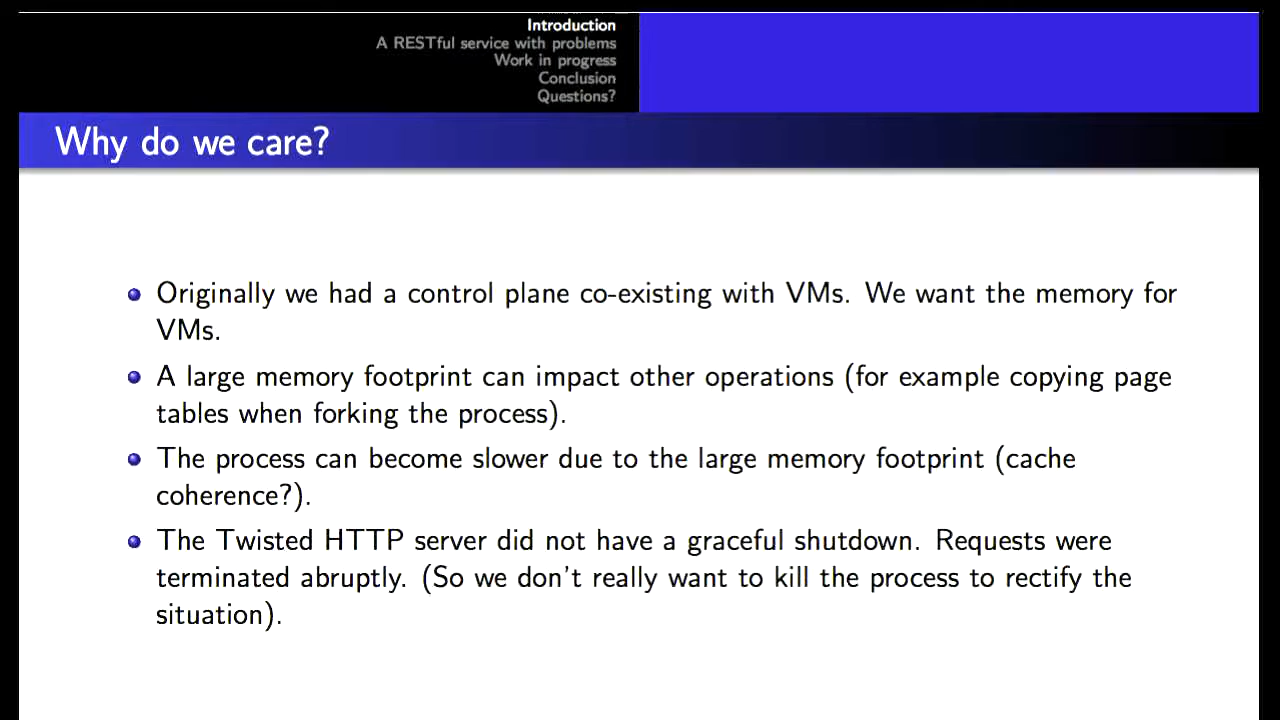 Introduction
A RESTful service with problems
Work in progress
Conclusion
Questions?
Why do we care?
Originally we had a control plane co-existing with VMs. We want the memory for
VMs.
A large memory footprint can impact other operations (for example copying page
tables when forking the process).
The process can become slower due to the large memory footprint (cache
coherence?).
The Twisted HTTP server did not have a graceful shutdown. Requests were
terminated abruptly. (So we don't really want to kill the process to rectify the
situation).